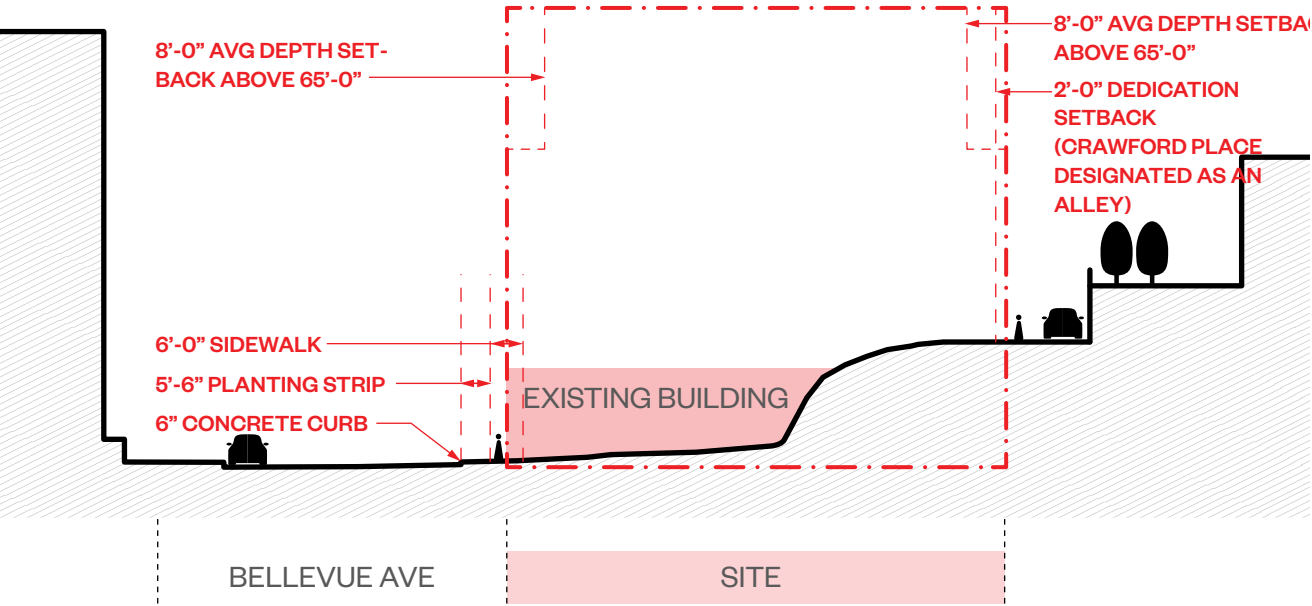 8’-0” AVG DEPTH SET-
BACK ABOVE 65’-0”
8’-0” AVG DEPTH SETBAC
ABOVE 65’-0”
2’-0” DEDICATION
SETBACK
(CRAWFORD PLACE
DESIGNATED AS AN
ALLEY)
6’-0” SIDEWALK
5’-6” PLANTING STRIP
6” CONCRETE CURB
EXISTING BUILDING
BELLEVUE AVE
SITE